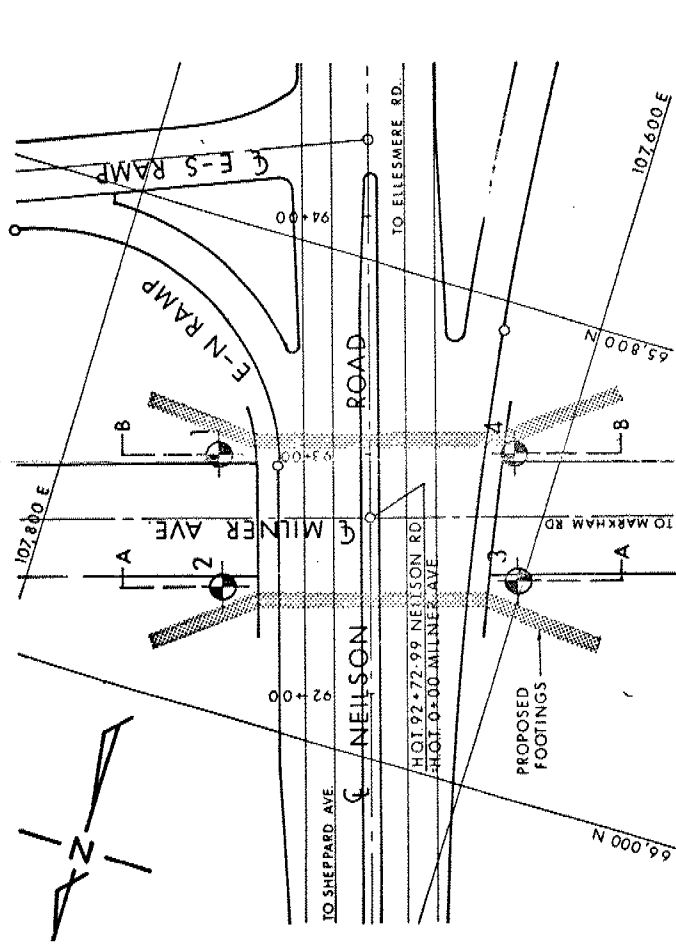 107,600 E
℄ E-S RAMP
TO ELLESMERE S RD.
94+00
E-N RAMP
65,800 N
ROAD
B
1
4
B
93+00
107,800 E
℄ MILNER AVE.
TO MARKHAM RD
A
2
3
A
HOT 92+72·99 NEILSON RD
HOT 0+00 MILNER AVE
92+00
℄ NEILSON
PROPOSED
FOOTINGS
TO SHEPPARD AVE.
N
66,000 N